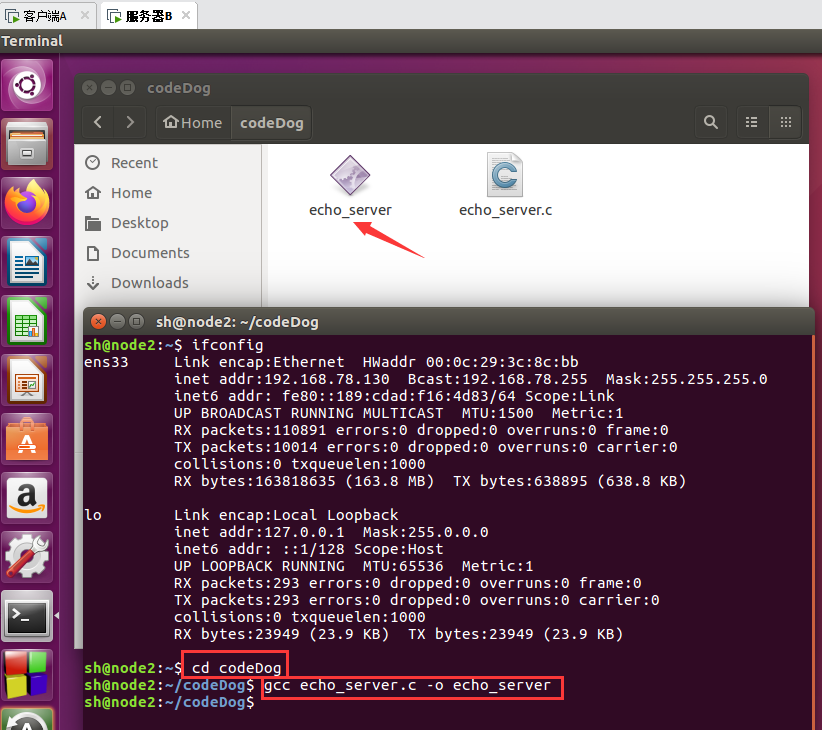 客户端A
服务器B
Terminal
codeDog
Home
codeDog
Recent
Home
Desktop
Documents
Downloads
echo_server
echo_server.c
sh@node2: ~/codeDog
sh@node2:~$ ifconfig
ens33 Link encap:Ethernet HWaddr 00:0c:29:3c:8c:bb
inet addr:192.168.78.130 Bcast:192.168.78.255 Mask:255.255.255.0
inet6 addr: fe80::189:cdad:f16:4d83/64 Scope:Link
UP BROADCAST RUNNING MULTICAST MTU:1500 Metric:1
RX packets:110891 errors:0 dropped:0 overruns:0 frame:0
TX packets:10014 errors:0 dropped:0 overruns:0 carrier:0
collisions:0 txqueuelen:1000
RX bytes:163818635 (163.8 MB) TX bytes:638895 (638.8 KB)
lo Link encap:Local Loopback
inet addr:127.0.0.1 Mask:255.0.0.0
inet6 addr: ::1/128 Scope:Host
UP LOOPBACK RUNNING MTU:65536 Metric:1
RX packets:293 errors:0 dropped:0 overruns:0 frame:0
TX packets:293 errors:0 dropped:0 overruns:0 carrier:0
collisions:0 txqueuelen:1000
RX bytes:23949 (23.9 KB) TX bytes:23949 (23.9 KB)
sh@node2:~$ cd codeDog
sh@node2:~/codeDog$ gcc echo_server.c -o echo_server
sh@node2:~/codeDog$